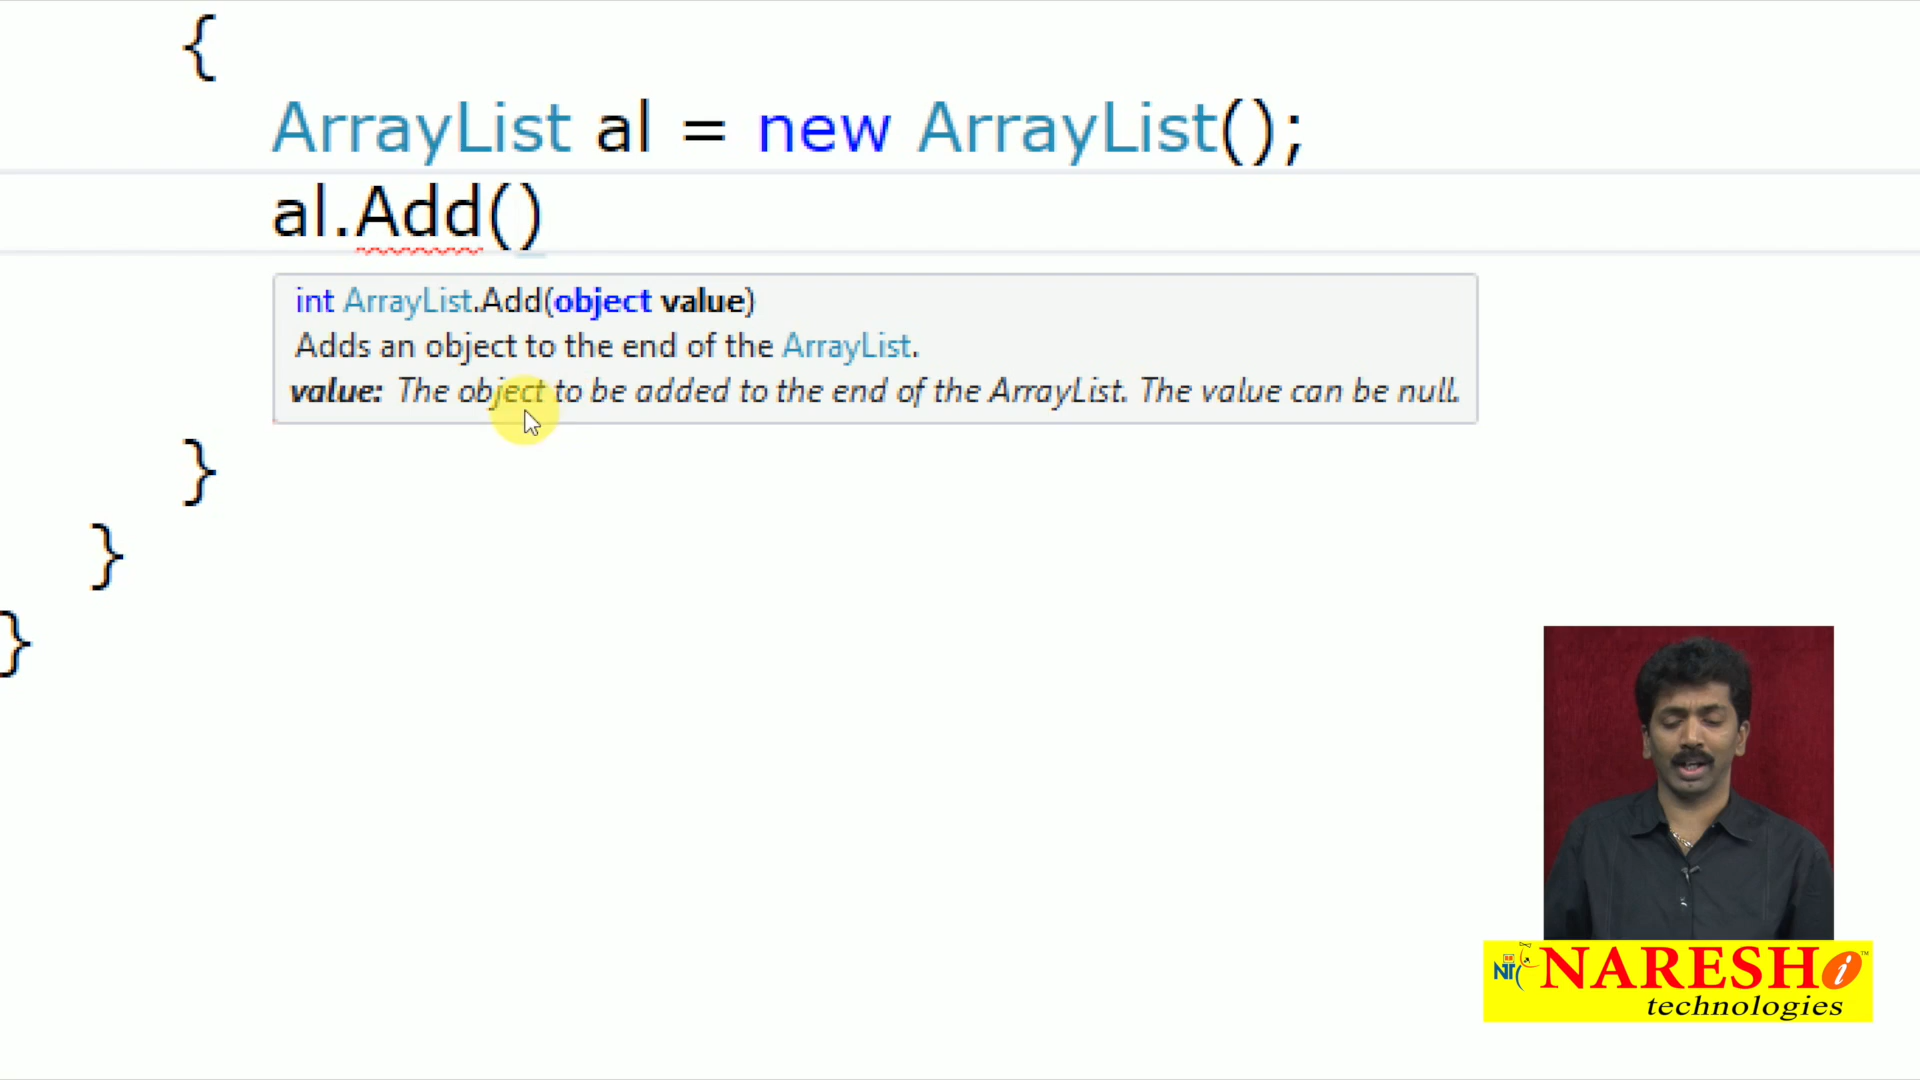 {
ArrayList al = new ArrayList();
al.Add()
int ArrayList.Add(object value)
Adds an object to the end of the ArrayList.
value: The object to be added to the end of the ArrayList. The value can be null.
}
}
}
NT
NARESH i ™
technologies